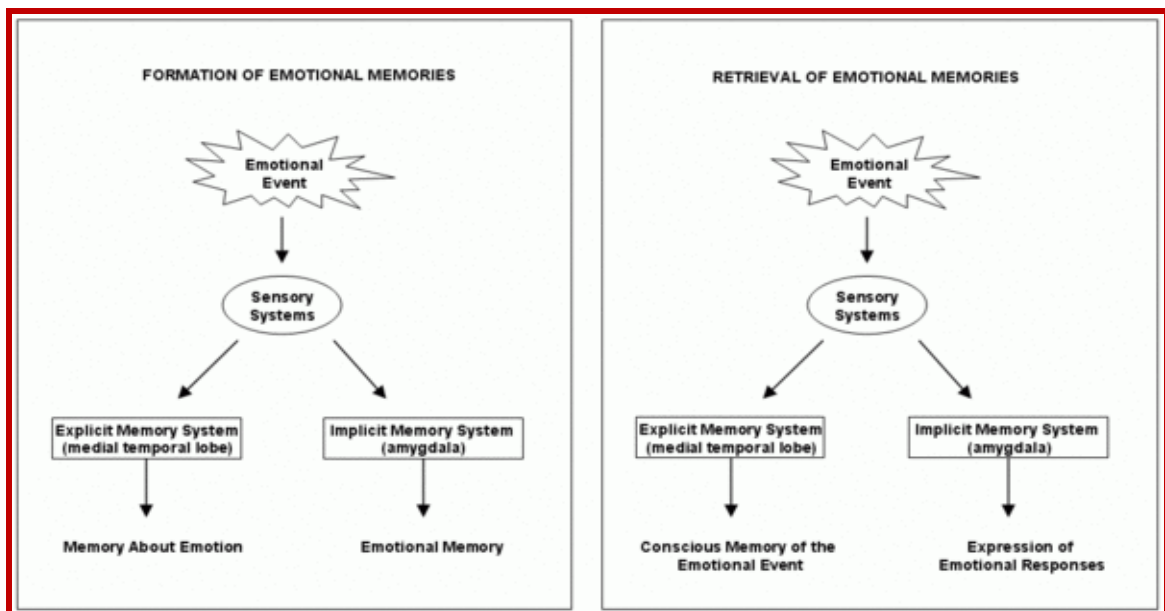 FORMATION OF EMOTIONAL MEMORIES
Emotional
Event
Sensory
Systems
Explicit Memory System
(medial temporal lobe)
Implicit Memory System
(amygdala)
Memory About Emotion
Emotional Memory
RETRIEVAL OF EMOTIONAL MEMORIES
Emotional
Event
Sensory
Systems
Explicit Memory System
(medial temporal lobe)
Implicit Memory System
(amygdala)
Conscious Memory of the
Emotional Event
Expression of
Emotional Responses